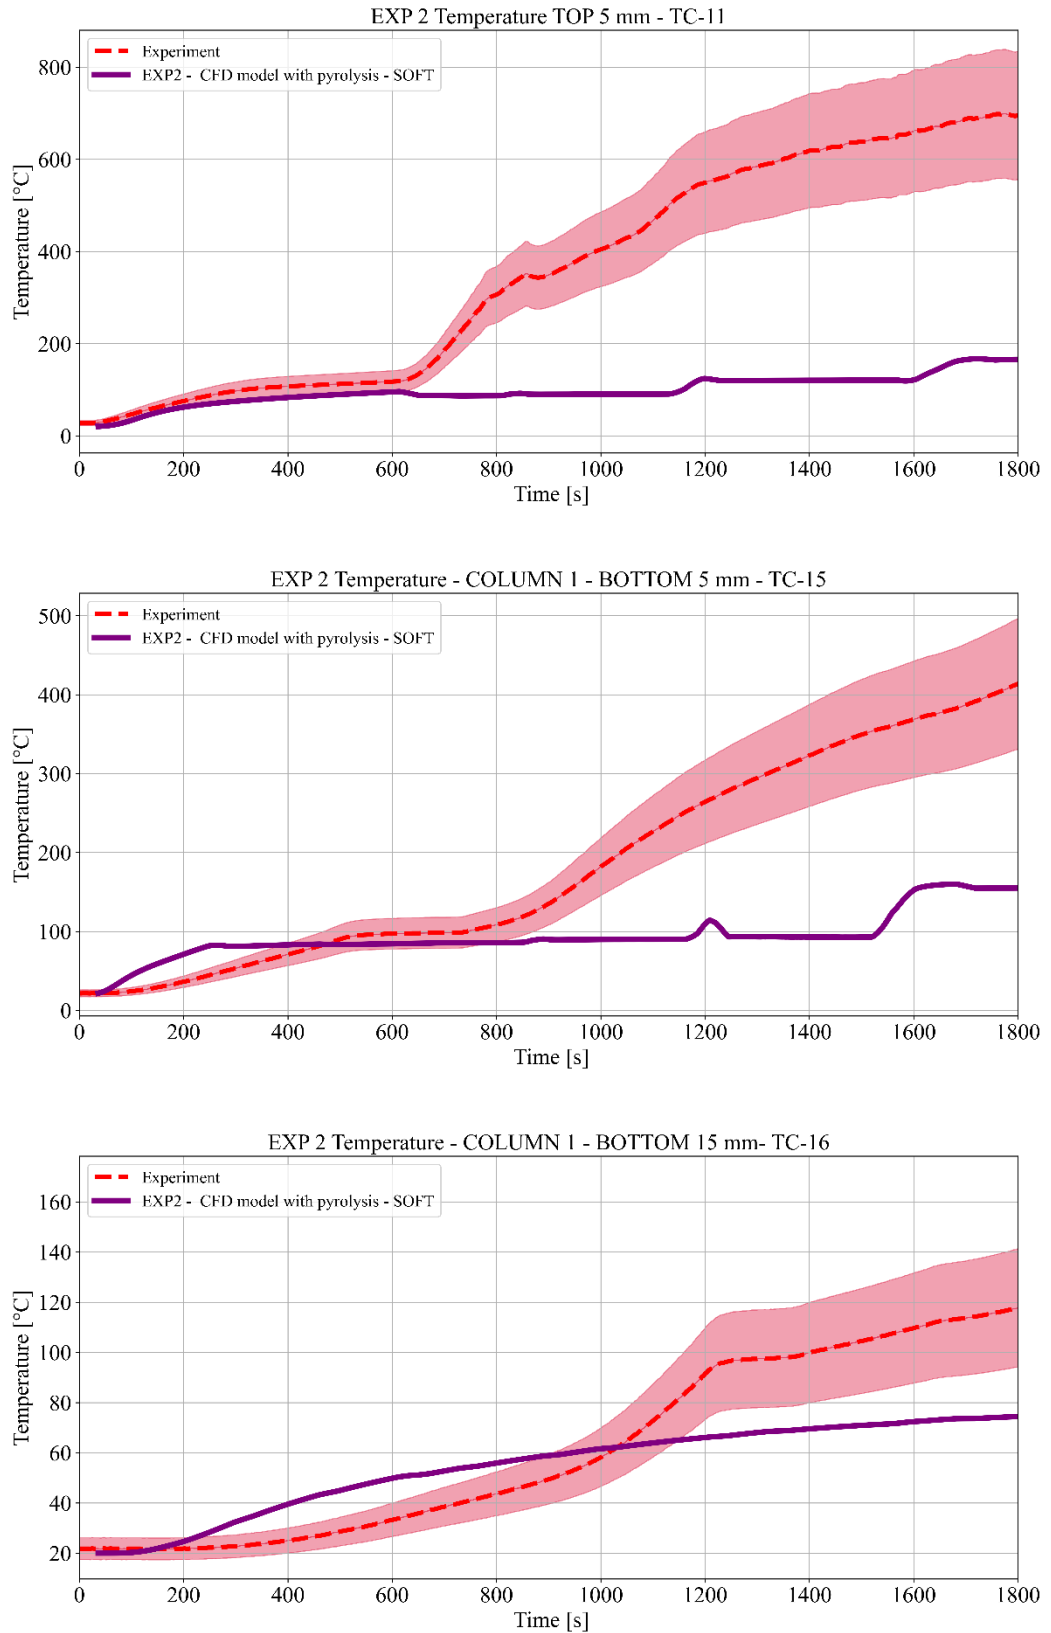 EXP 2 Temperature TOP 5 mm - TC-11
Experiment
EXP2 -  CFD model with pyrolysis - SOFT
800
600
400
200
0
Temperature [°C]
0 200 400 600 800 1000 1200 1400 1600 1800
Time [s]
EXP 2 Temperature - COLUMN 1 - BOTTOM 5 mm - TC-15
Experiment
EXP2 -  CFD model with pyrolysis - SOFT
500
400
300
200
100
0
Temperature [°C]
0 200 400 600 800 1000 1200 1400 1600 1800
Time [s]
EXP 2 Temperature - COLUMN 1 - BOTTOM 15 mm- TC-16
Experiment
EXP2 -  CFD model with pyrolysis - SOFT
160
140
120
100
80
60
40
20
Temperature [°C]
0 200 400 600 800 1000 1200 1400 1600 1800
Time [s]